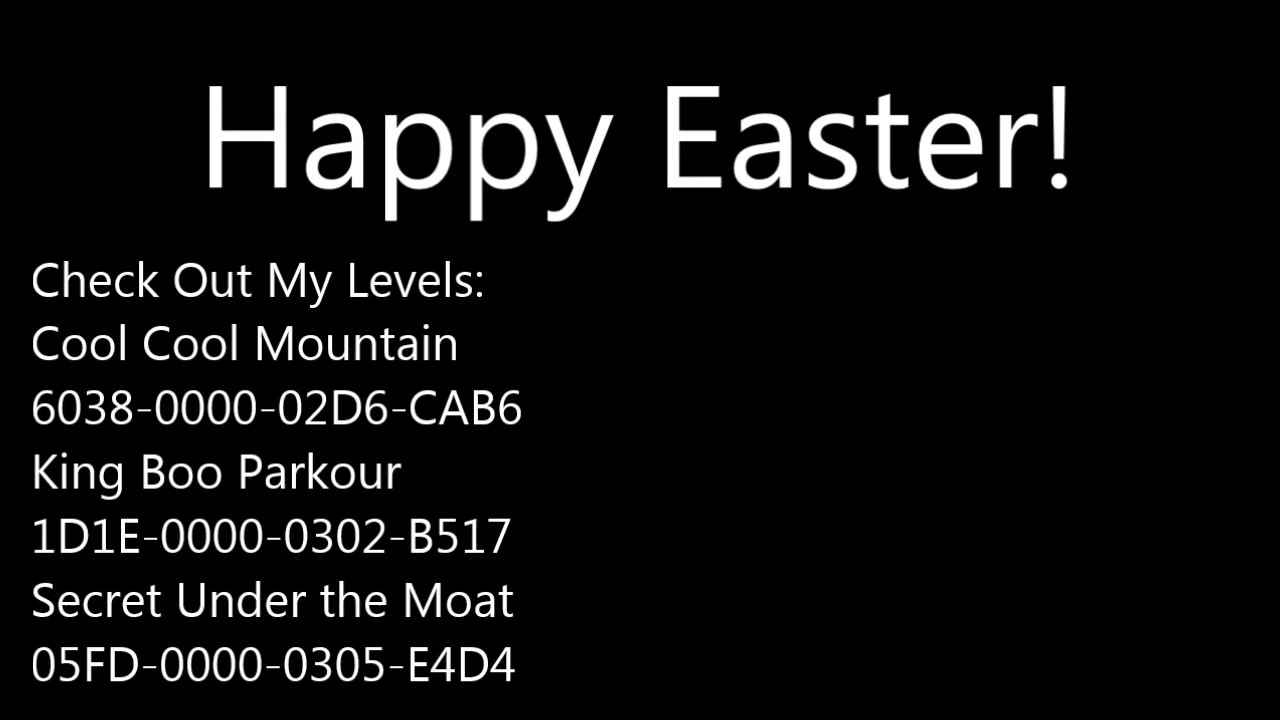 Happy Easter!
Check Out My Levels:
Cool Cool Mountain
6038-0000-02D6-CAB6
King Boo Parkour
1D1E-0000-0302-B517
Secret Under the Moat
05FD-0000-0305-E4D4